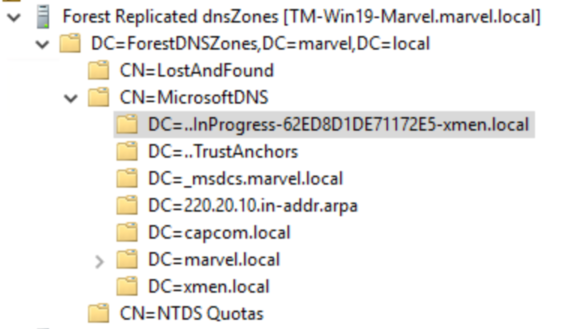 Forest Replicated dnsZones [TM-Win19-Marvel.marvel.local]
DC=ForestDNSZones,DC=marvel,DC=local
CN=LostAndFound
CN=MicrosoftDNS
DC=..InProgress-62ED8D1DE71172E5-xmen.local
DC=..TrustAnchors
DC=_msdcs.marvel.local
DC=220.20.10.in-addr.arpa
DC=capcom.local
DC=marvel.local
DC=xmen.local
CN=NTDS Quotas